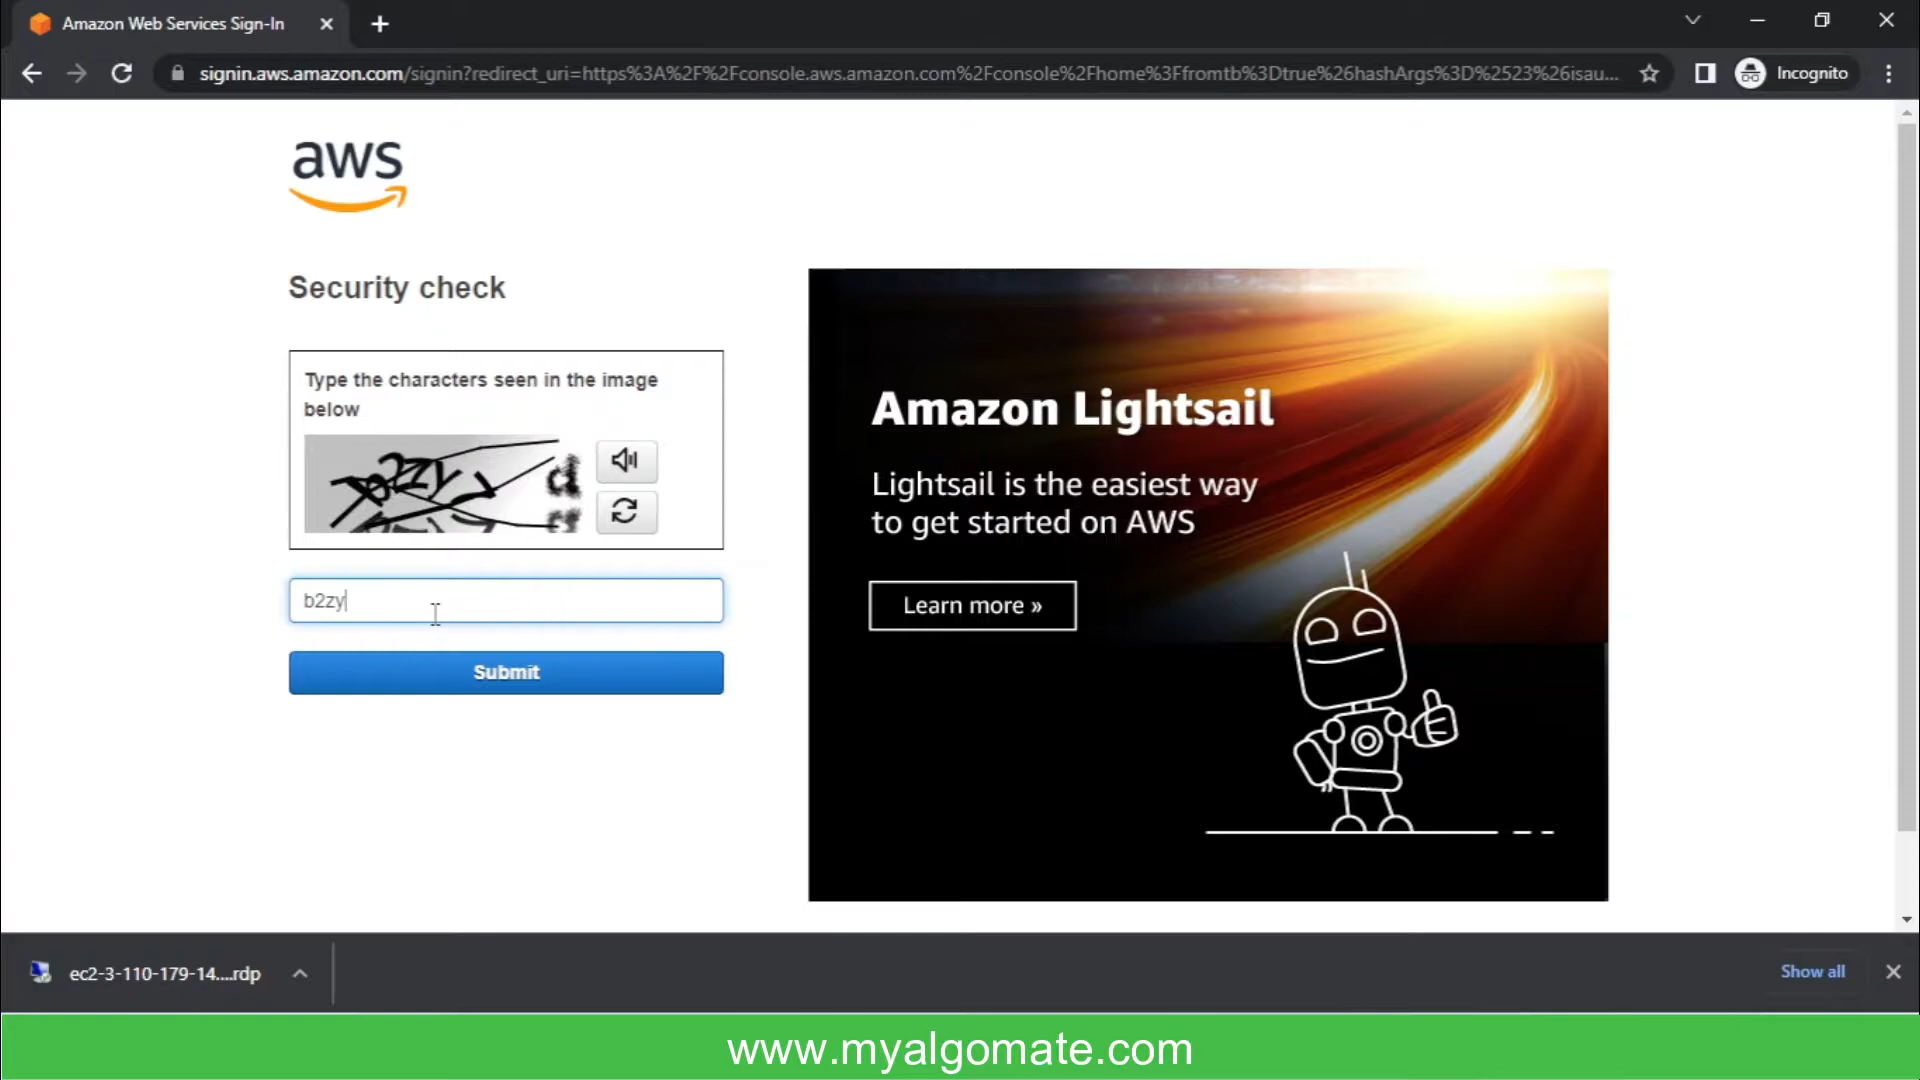 Amazon Web Services Sign-In
signin.aws.amazon.com/signin?redirect_uri=https%3A%2F%2Fconsole.aws.amazon.com%2Fconsole%2Fhome%3Ffromtb%3Dtrue%26hashArgs%3D%2523%26isau...
Incognito
aws
Security check
Type the characters seen in the image
below
b2zy
Submit
Amazon Lightsail
Lightsail is the easiest way
to get started on AWS
Learn more »
ec2-3-110-179-14....rdp
Show all
www.myalgomate.com